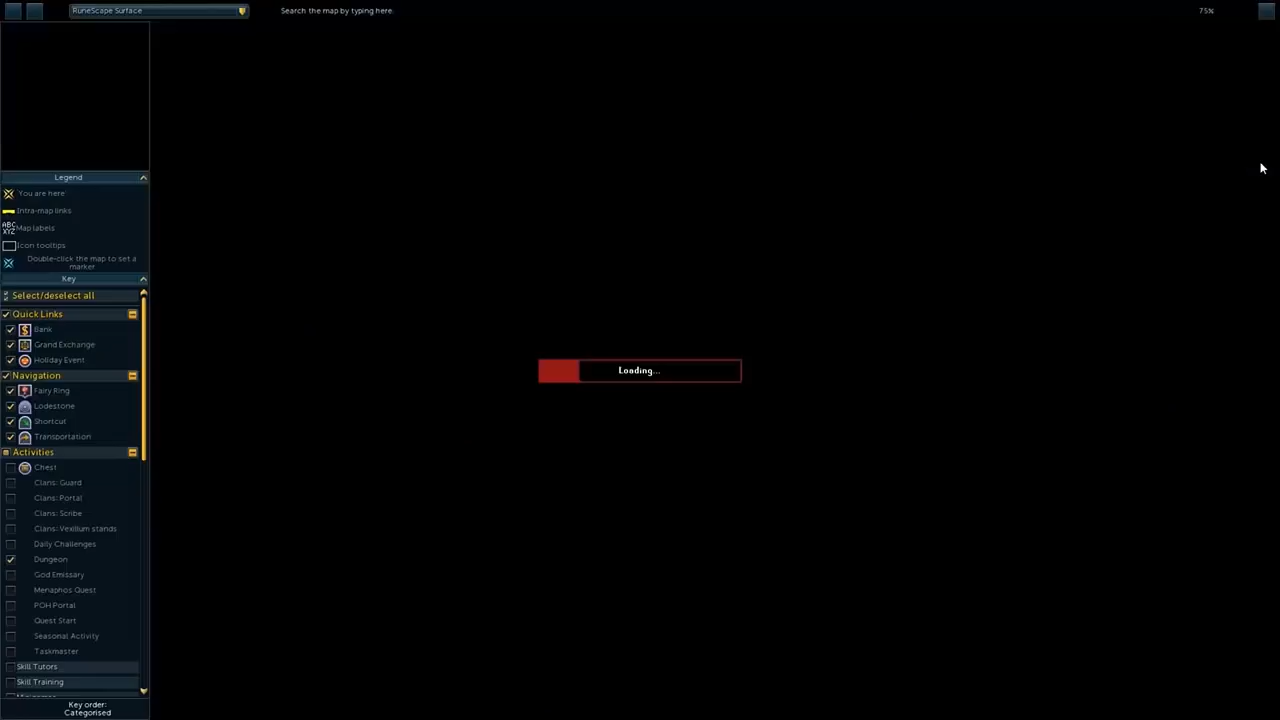 RuneScape Surface
Search the map by typing here.
75%
Legend
You are here
Intra-map links
ABC
XYZ
Map labels
Icon tooltips
Double-click the map to set a
marker
Key
Select/deselect all
Quick Links
Bank
Grand Exchange
Holiday Event
Navigation
Fairy Ring
Lodestone
Shortcut
Transportation
Activities
Chest
Clans: Guard
Clans: Portal
Clans: Scribe
Clans: Vexillum stands
Daily Challenges
Dungeon
God Emissary
Menaphos Quest
POH Portal
Quest Start
Seasonal Activity
Taskmaster
Skill Tutors
Skill Training
Key order:
Categorised
Loading...